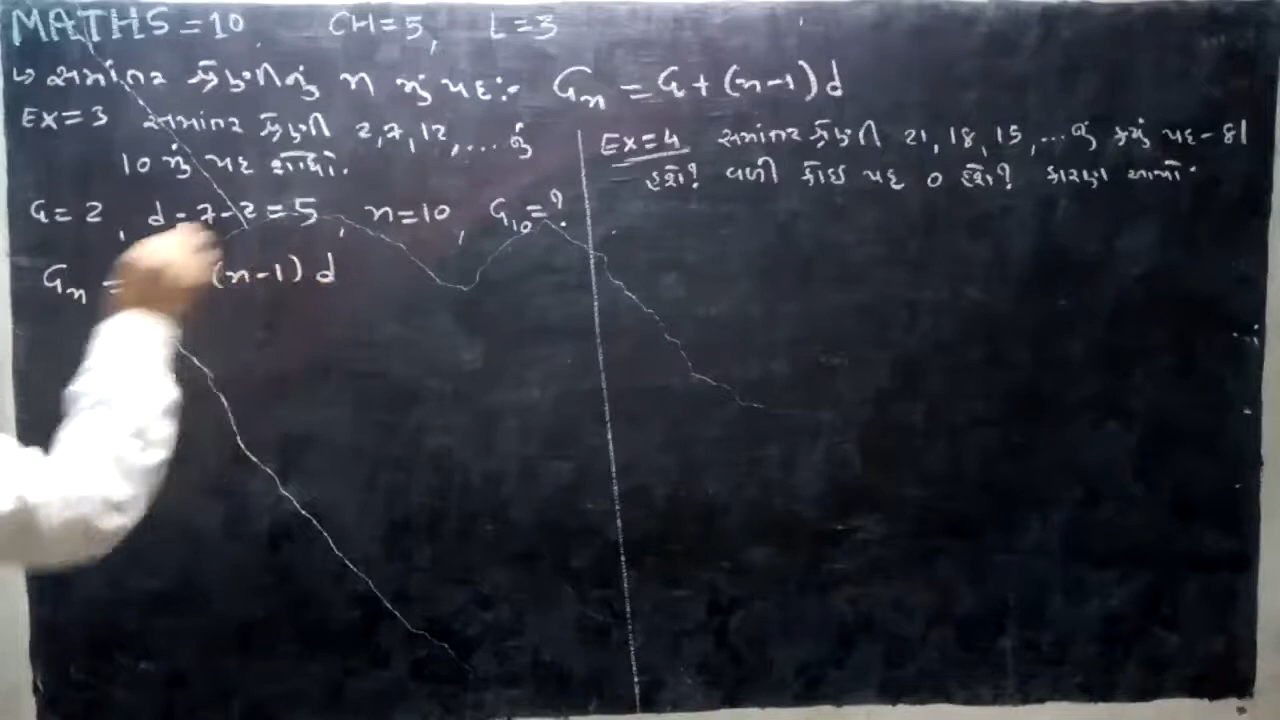 MATHS = 10, CH = 5, L = 3
↳ સમાંતર શ્રેણીનું n મું પદ :- an = a + (n-1) d
Ex = 3 સમાંતર શ્રેણી 2, 7, 12, .... નું
10 મું પદ શોધો.
a = 2, d - 7 - 2 = 5, n = 10, a10 = ?
an = (n-1) d
Ex = 4 સમાંતર શ્રેણી 21, 18, 15, ... નું કયું પદ - 81
હશે? વળી કોઇ પદ 0 હશે? કારણ આપો.